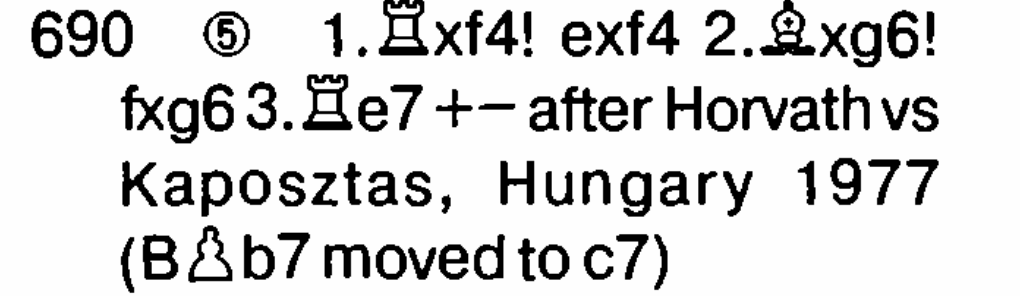 690 ⑤ 1.♖xf4! exf4 2.♗xg6!
fxg6 3.♖e7 +− after Horvath vs
Kaposztas, Hungary 1977
(B♙b7 moved to c7)